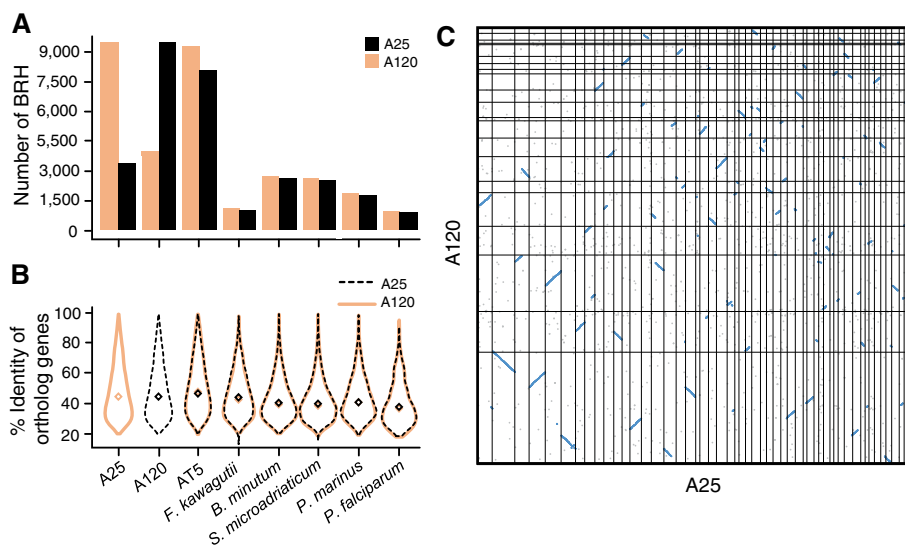 A
Number of BRH
9,000
7,500
6,000
5,500
3,000
1,500
0
A25
A120
B
% Identity of
ortholog genes
100
80
60
40
20
A25
A120
A25
A120
AT5
F. kawagutii
B. minutum
S. microadriaticum
P. marinus
P. falciparum
C
A120
A25